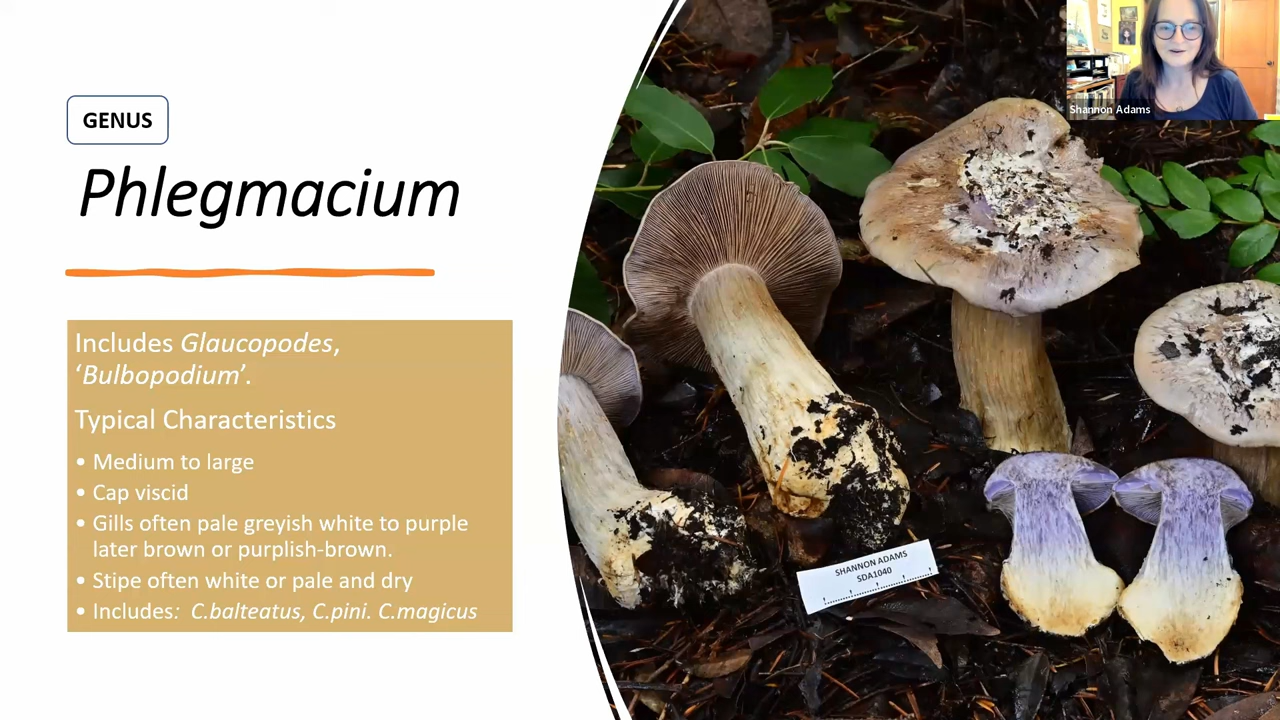 GENUS
Phlegmacium
Includes Glaucopodes,
‘Bulbopodium’.
Typical Characteristics
• Medium to large
• Cap viscid
• Gills often pale greyish white to purple
later brown or purplish-brown.
• Stipe often white or pale and dry
• Includes: C.balteatus, C.pini. C.magicus
SHANNON ADAMS
SDA1040
Shannon Adams